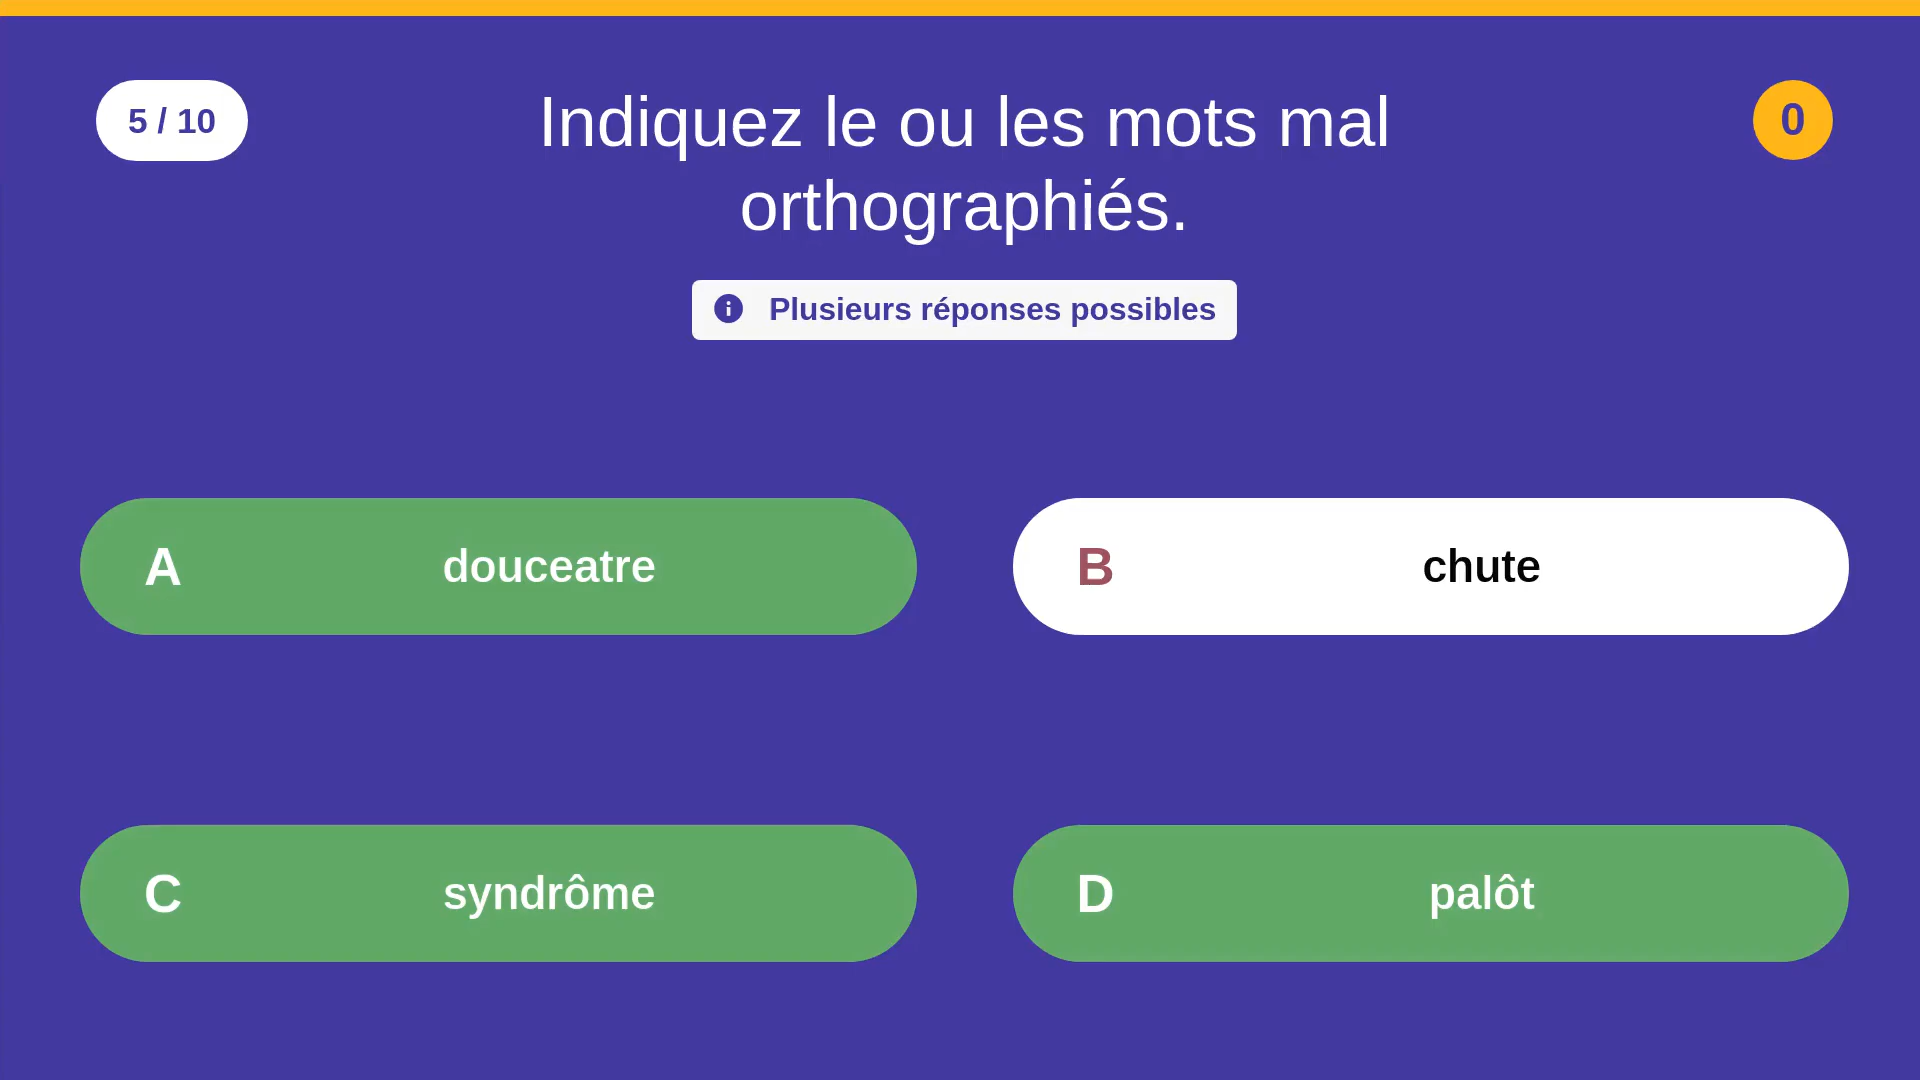 5 / 10
Indiquez le ou les mots mal
orthographiés.
0
Plusieurs réponses possibles
A douceatre
B chute
C syndrôme
D palôt